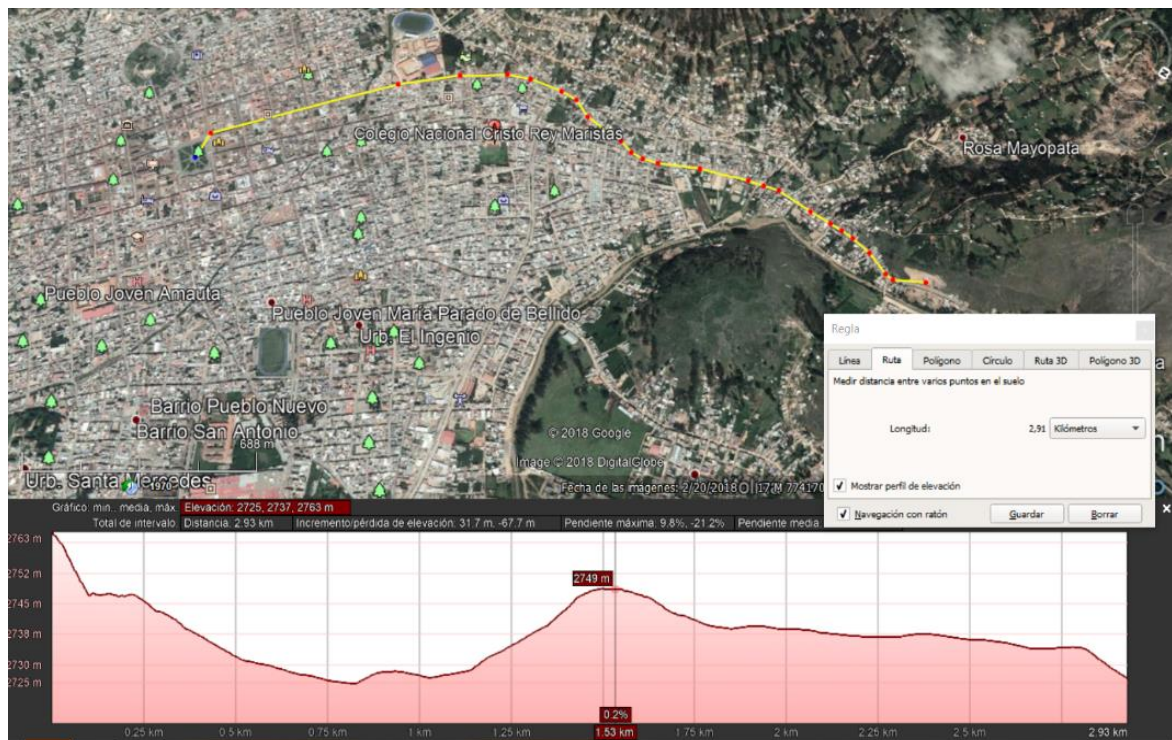 Colegio Nacional Cristo Rey Maristas
Rosa Mayopata
Pueblo Joven Amauta
Pueblo Joven María Parado de Bellido
Urb. El Ingenio
Barrio Pueblo Nuevo
Barrio San Antonio
688 m
Urb. Santa Mercedes
1970
© 2018 Google
Image © 2018 DigitalGlobe
Fecha de las imágenes: 2/20/2018
17 M 774170
Regla
Línea Ruta Polígono Círculo Ruta 3D Polígono 3D
Medir distancia entre varios puntos en el suelo
Longitud: 2,91 Kilómetros
Mostrar perfil de elevación
Navegación con ratón Guardar Borrar
Gráfico: min., media, máx. Elevación: 2725, 2737, 2763 m
Total de intervalo Distancia: 2.93 km Incremento/pérdida de elevación: 31.7 m, -67.7 m Pendiente máxima: 9.8%, -21.2% Pendiente media
2763 m
2752 m
2745 m
2738 m
2730 m
2725 m
2749 m
0.2%
0.25 km 0.5 km 0.75 km 1 km 1.25 km 1.53 km 1.75 km 2 km 2.25 km 2.5 km 2.93 km